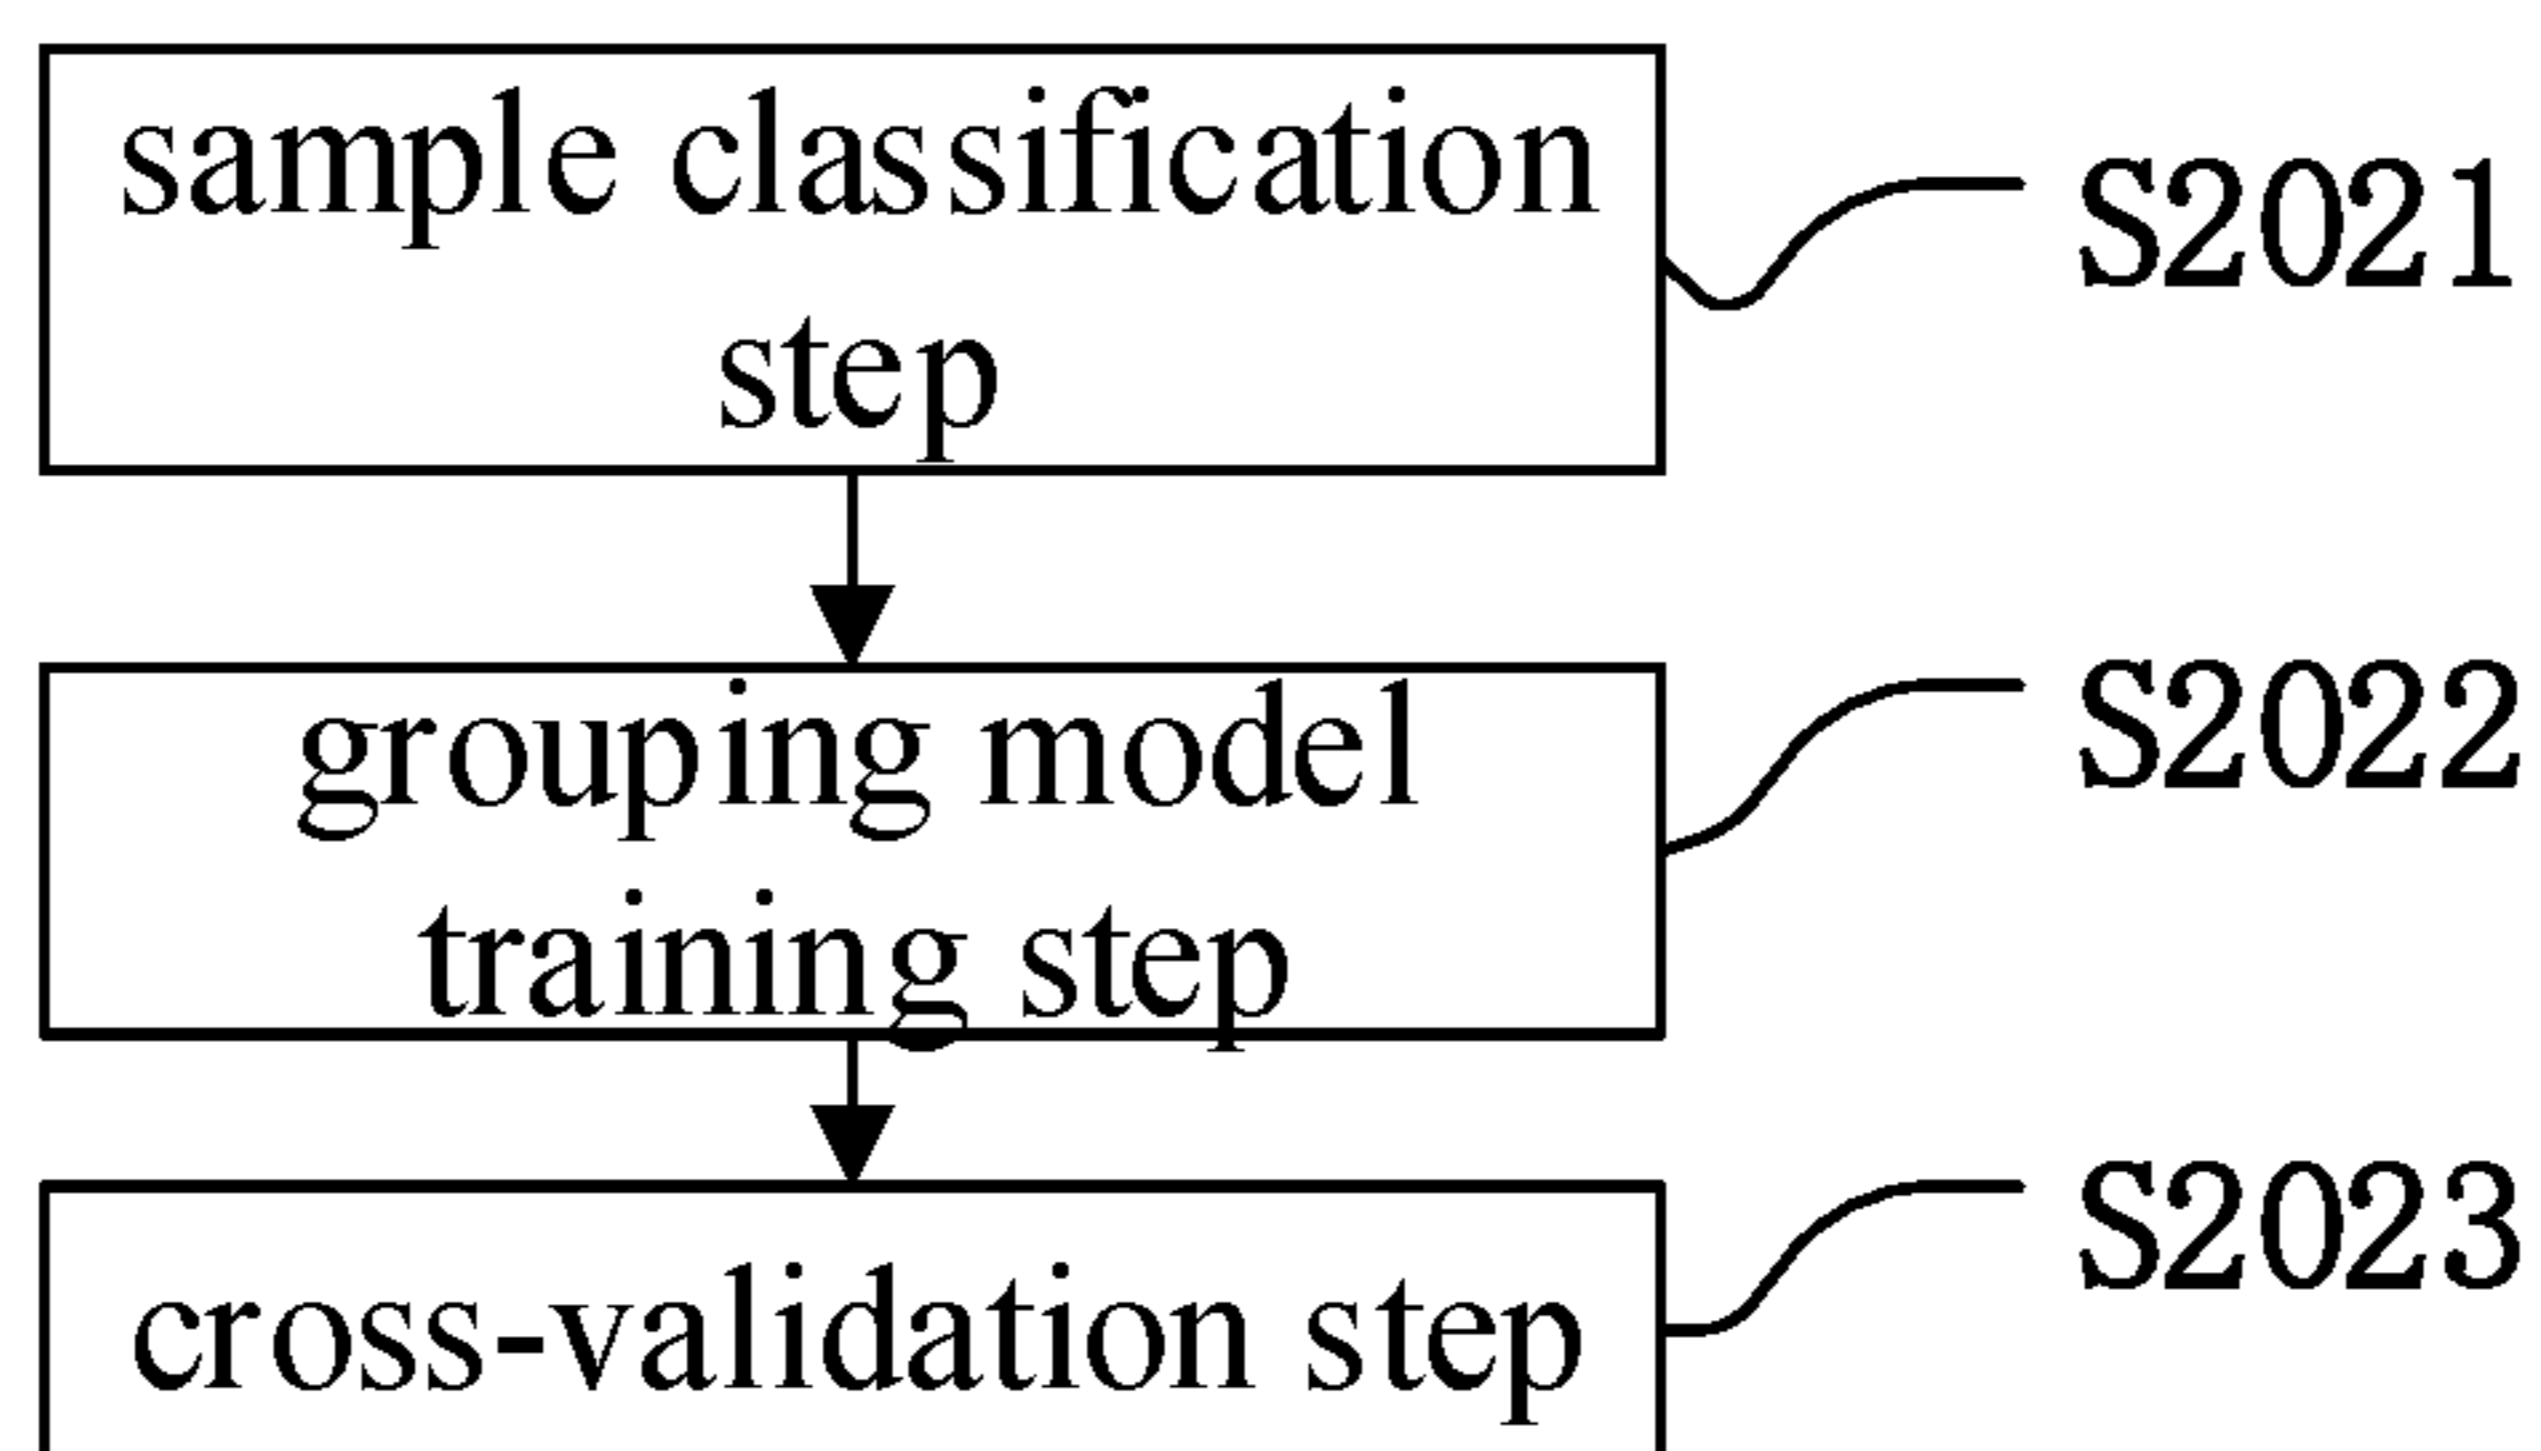 sample classification
step
S2021
grouping model
training step
S2022
cross-validation step
S2023